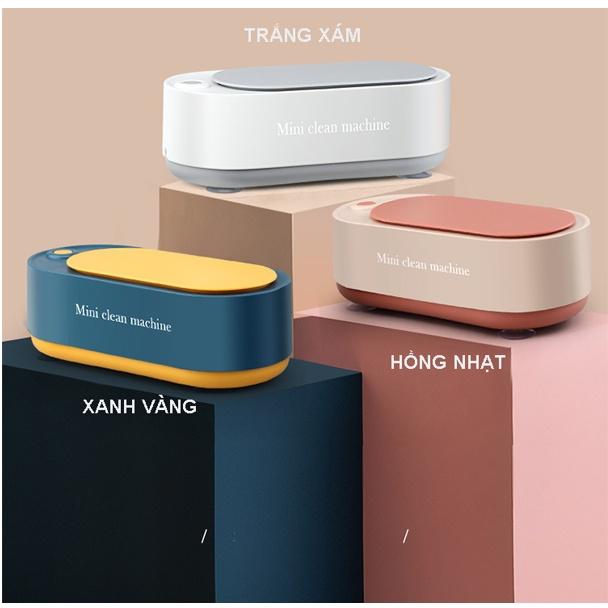 TRẮNG XÁM
Mini clean machine
Mini clean machine
Mini clean machine
HỒNG NHẠT
XANH VÀNG
/
/